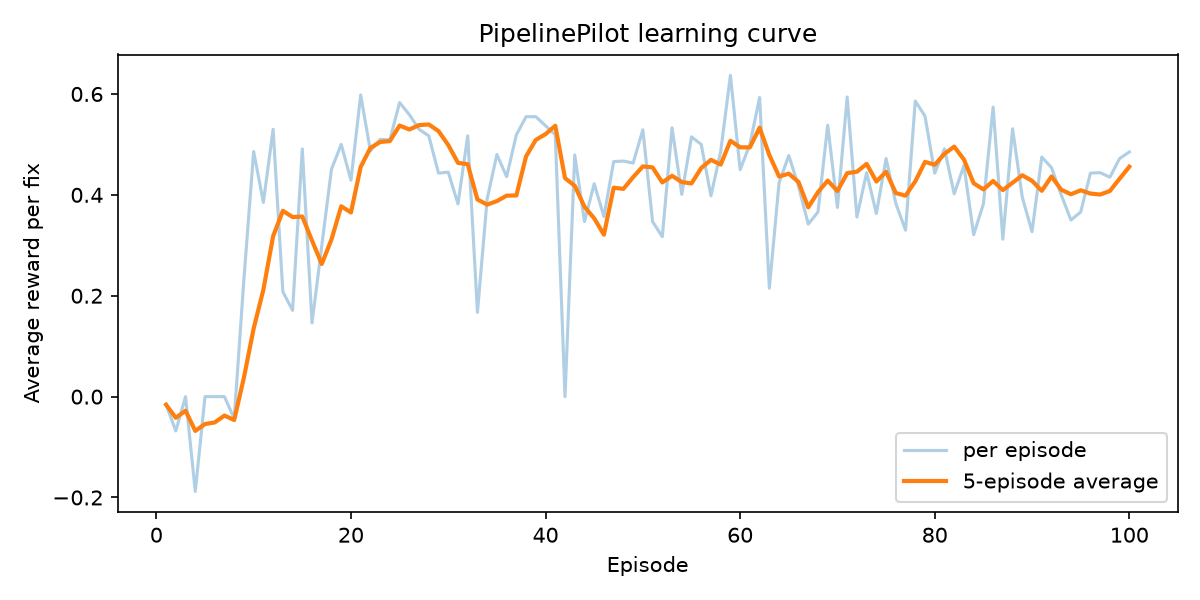 PipelinePilot learning curve
Average reward per fix
0.6
0.4
0.2
0.0
−0.2
per episode
5-episode average
0
20
40
60
80
100
Episode